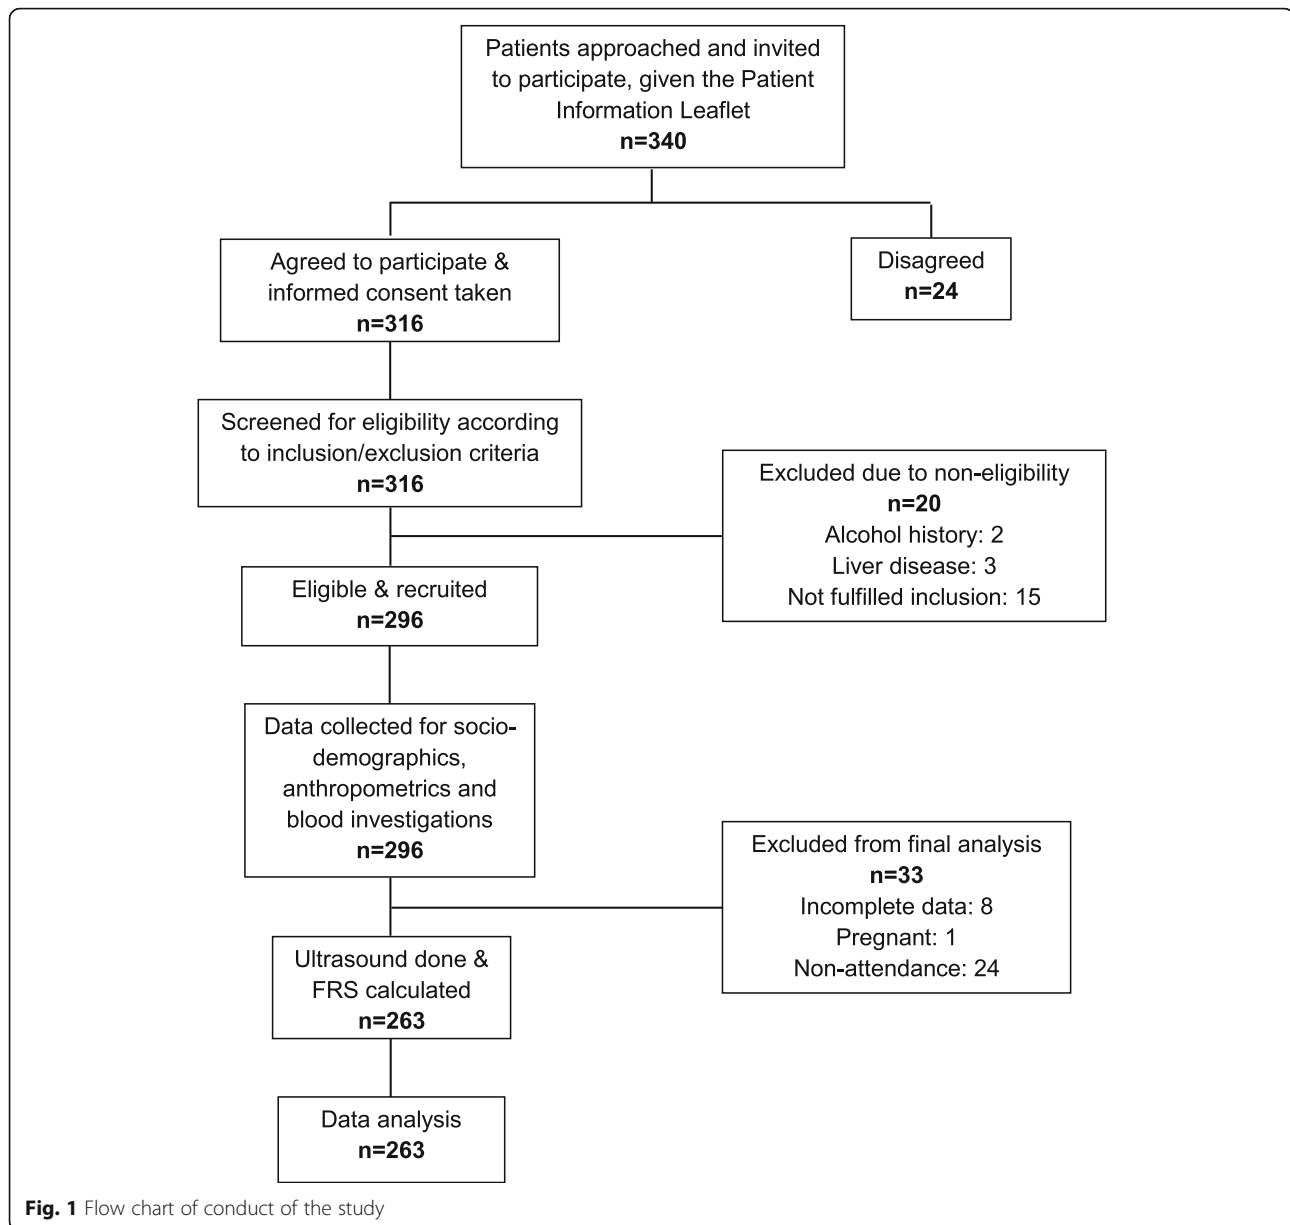 Patients approached and invited
to participate, given the Patient
Information Leaflet
n=340
Agreed to participate &
informed consent taken
n=316
Disagreed
n=24
Screened for eligibility according
to inclusion/exclusion criteria
n=316
Excluded due to non-eligibility
n=20
Alcohol history: 2
Liver disease: 3
Not fulfilled inclusion: 15
Eligible & recruited
n=296
Data collected for socio-
demographics,
anthropometrics and
blood investigations
n=296
Excluded from final analysis
n=33
Incomplete data: 8
Pregnant: 1
Non-attendance: 24
Ultrasound done &
FRS calculated
n=263
Data analysis
n=263
Fig. 1 Flow chart of conduct of the study